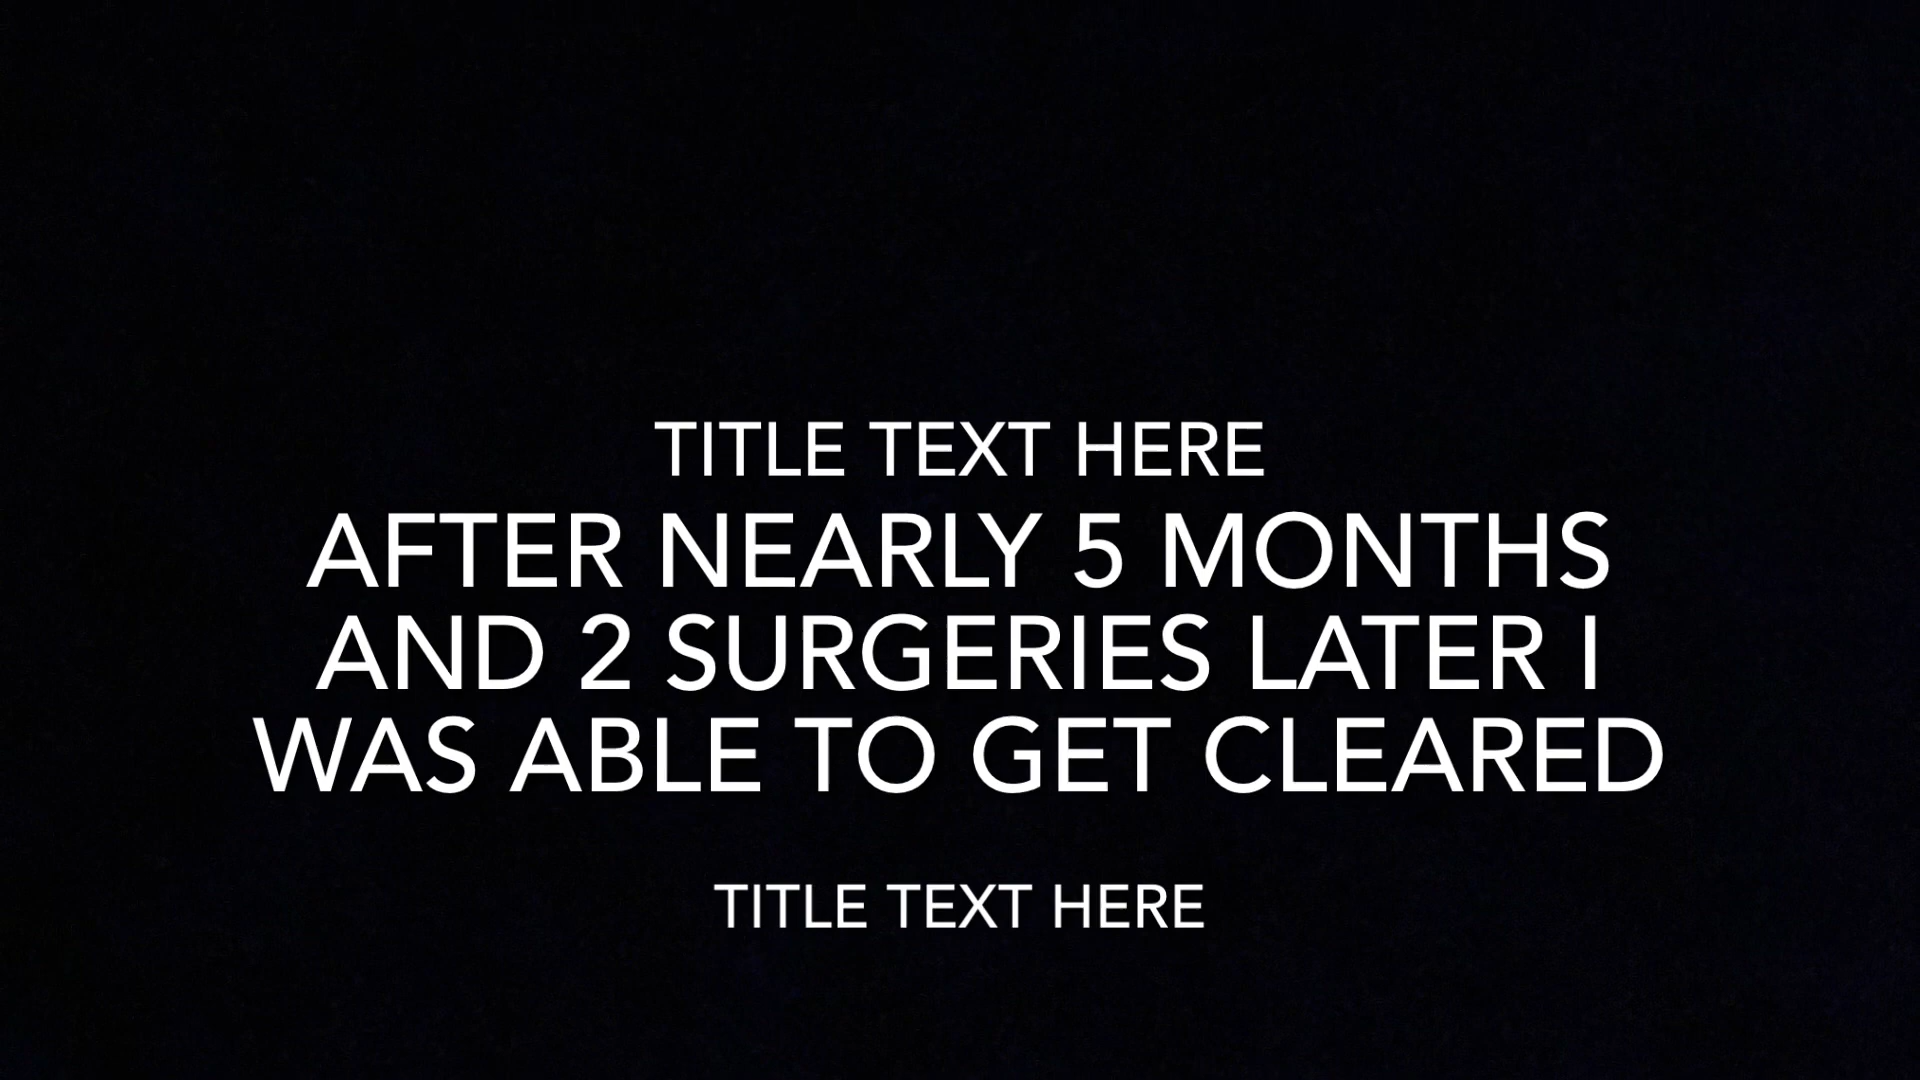 TITLE TEXT HERE
AFTER NEARLY 5 MONTHS
AND 2 SURGERIES LATER I
WAS ABLE TO GET CLEARED
TITLE TEXT HERE